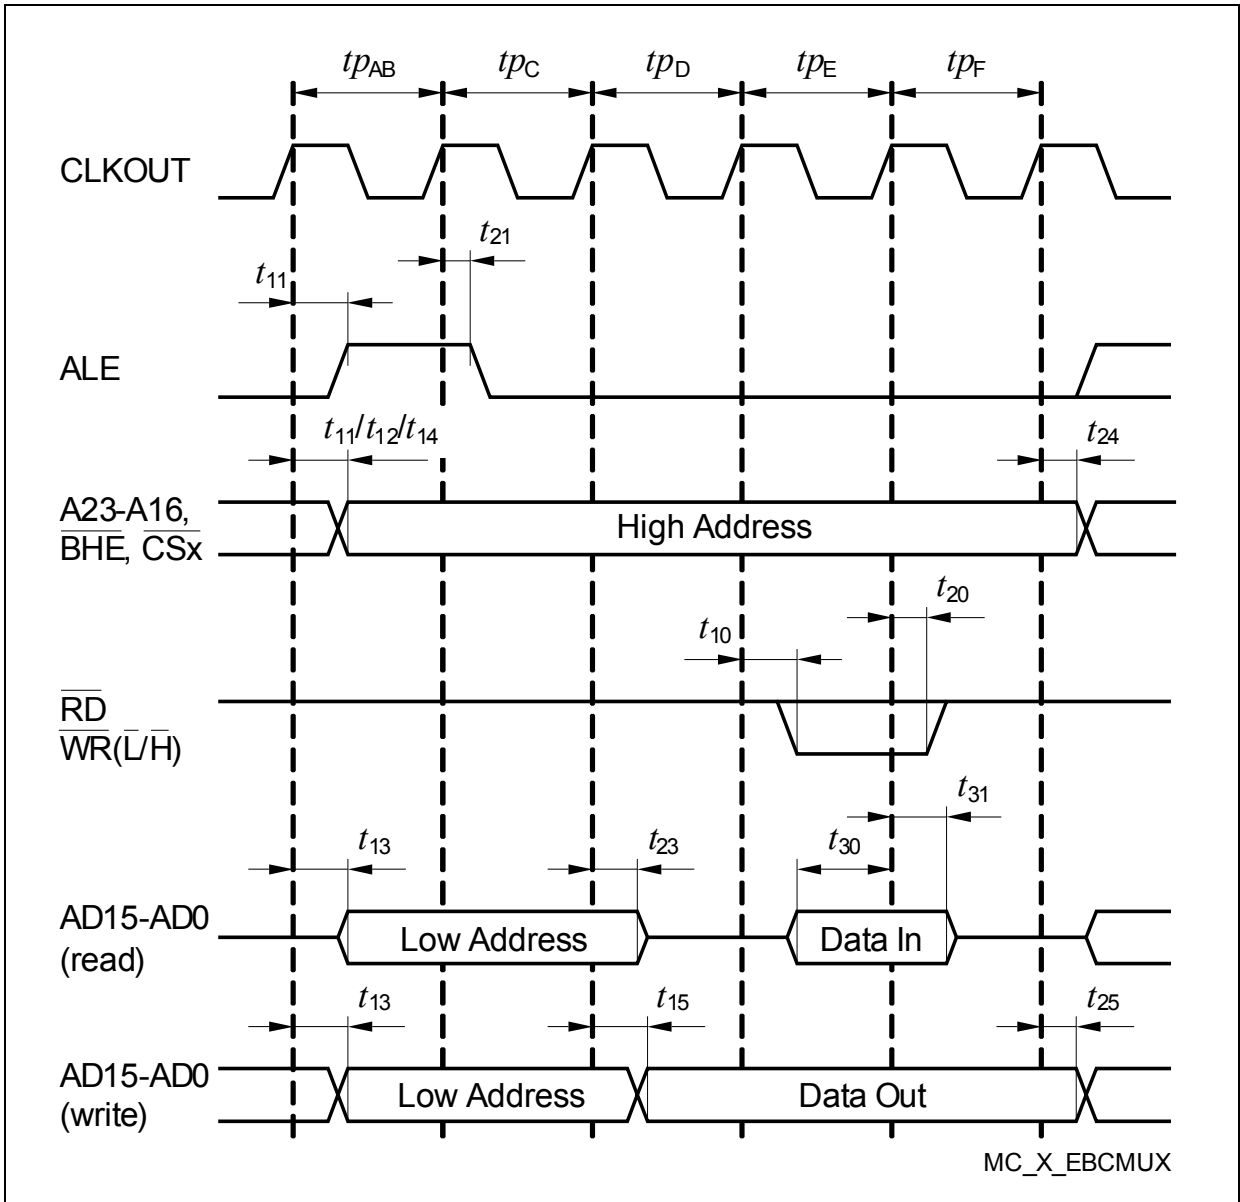 tpAB tpC tpD tpE tpF
CLKOUT
t21
t11
ALE
t11/t12/t14 t24
A23-A16,
BHE, CSx
High Address
t20
t10
RD
WR(L/H)
t31
t13 t23 t30
AD15-AD0
(read)
Low Address Data In
t13 t15 t25
AD15-AD0
(write)
Low Address Data Out
MC_X_EBCMUX